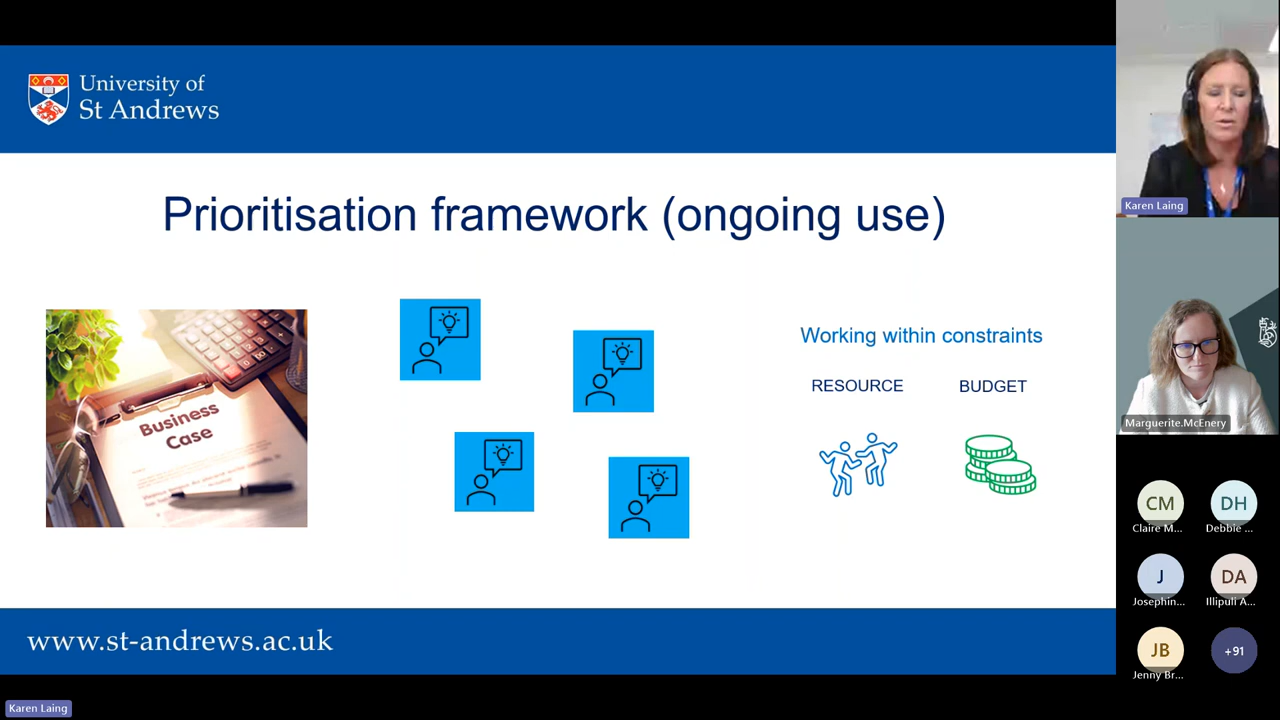 University of
St Andrews
Prioritisation framework (ongoing use)
Business
Case
Working within constraints
RESOURCE
BUDGET
www.st-andrews.ac.uk
Karen Laing
Karen Laing
Marguerite.McEnery
CM
Claire M...
DH
Debbie ...
J
Josephin...
DA
Illipuli A...
JB
Jenny Br...
+91